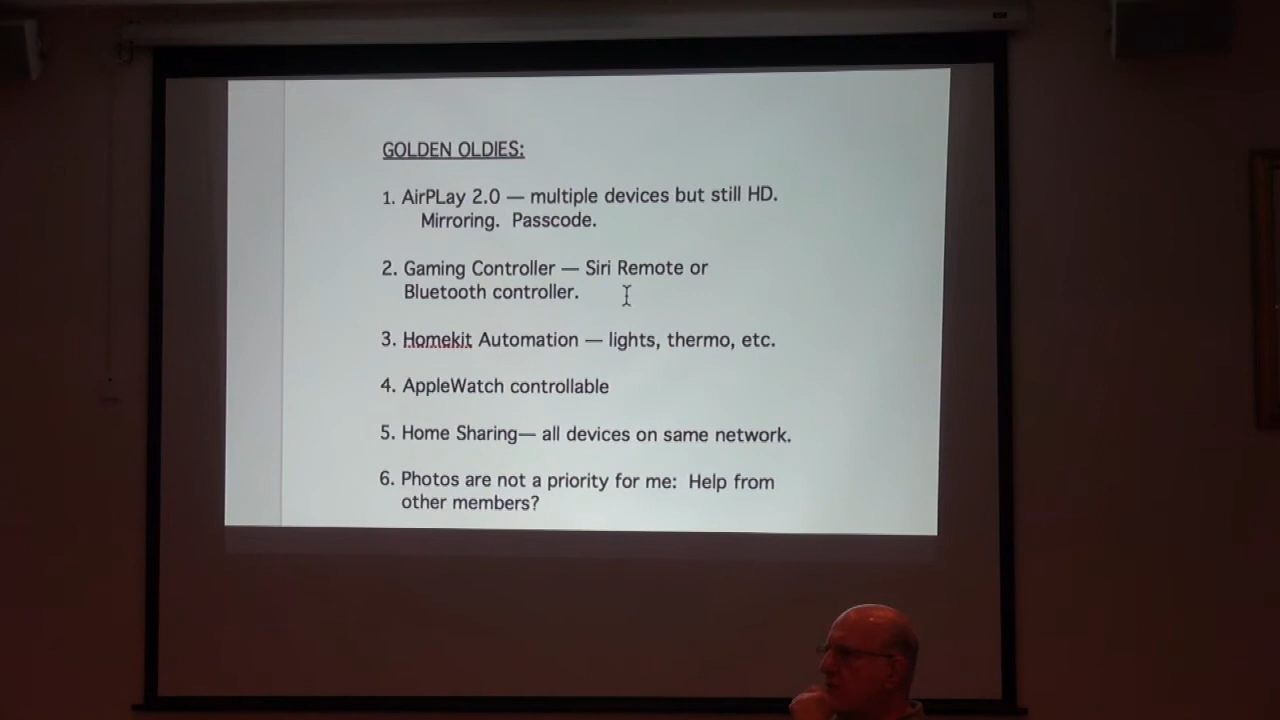 GOLDEN OLDIES:
1. AirPLay 2.0 — multiple devices but still HD.
Mirroring.  Passcode.
2. Gaming Controller — Siri Remote or
Bluetooth controller.
3. Homekit Automation — lights, thermo, etc.
4. AppleWatch controllable
5. Home Sharing— all devices on same network.
6. Photos are not a priority for me:  Help from
other members?